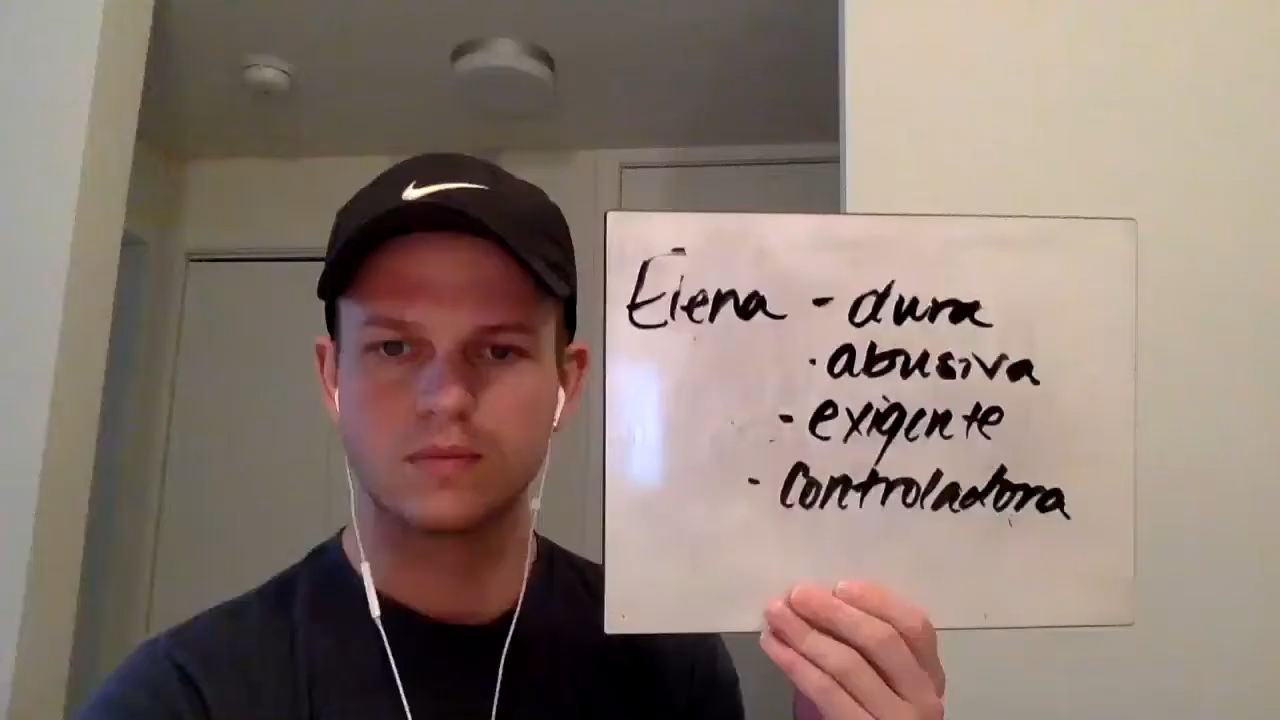 Elena - dura
· abusiva
- exigente
- Controladora